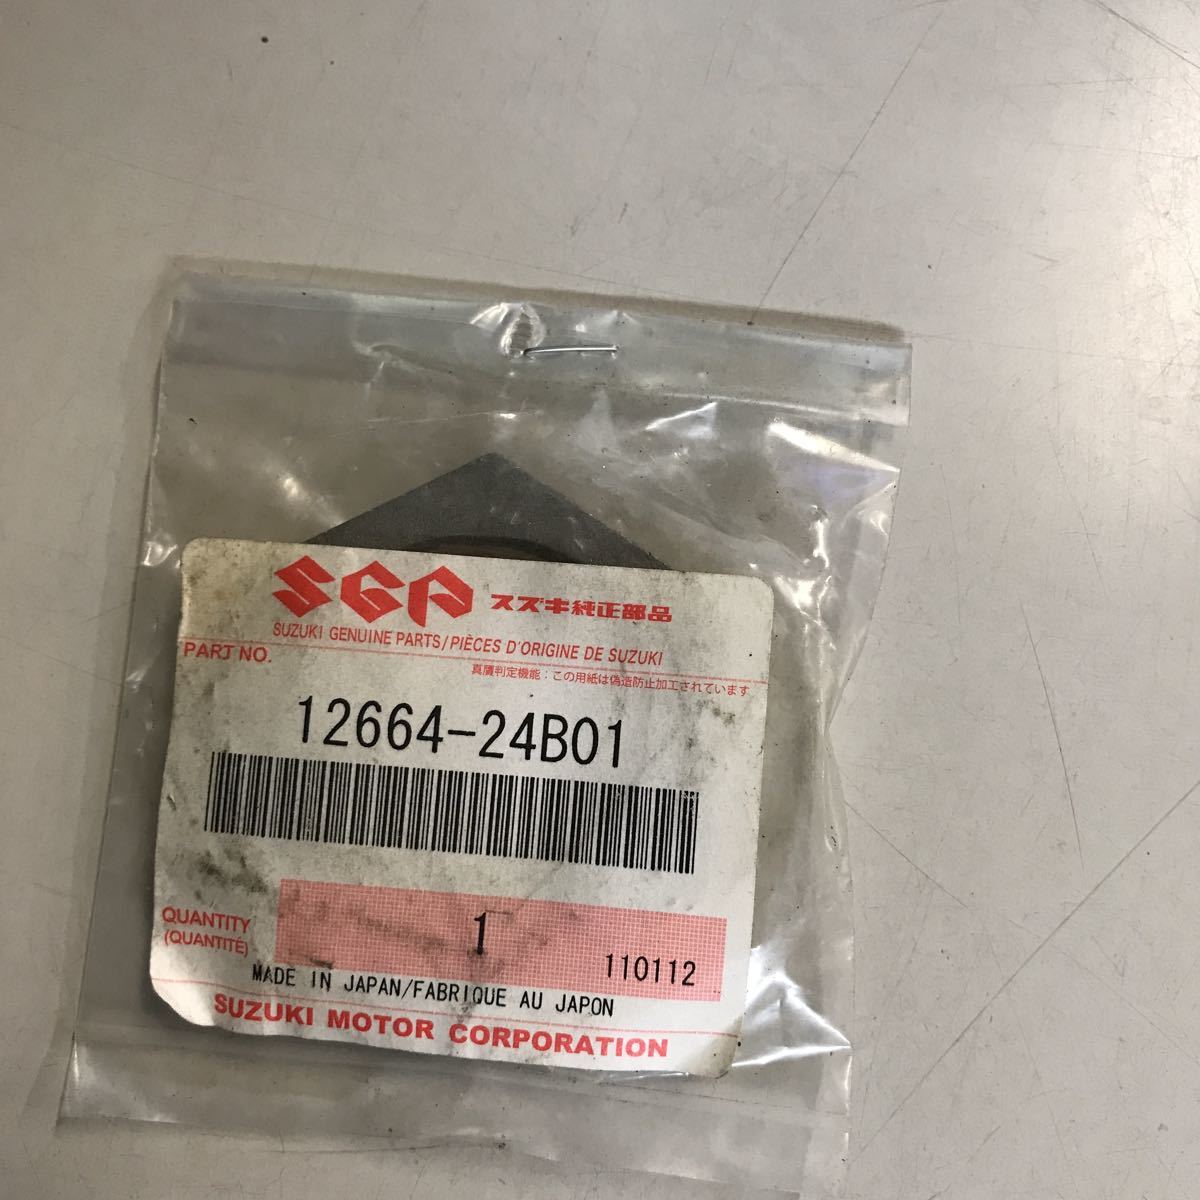 SGP スズキ純正部品
SUZUKI GENUINE PARTS/PIÈCES D'ORIGINE DE SUZUKI
PART NO.
真贋判定機能：この用紙は偽造防止加工されています
12664-24B01
QUANTITY 1
(QUANTITÉ) 110112
MADE IN JAPAN/FABRIQUE AU JAPON
SUZUKI MOTOR CORPORATION